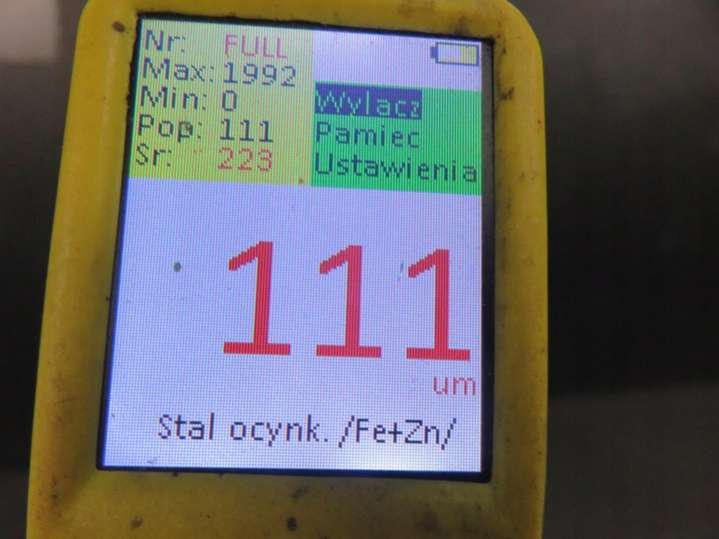 Nr: FULL
Max: 1992
Min: 0
Pop: 111
Sr: 223
Wylacz
Pamiec
Ustawienia
111
um
Stal ocynk. /Fe+Zn/